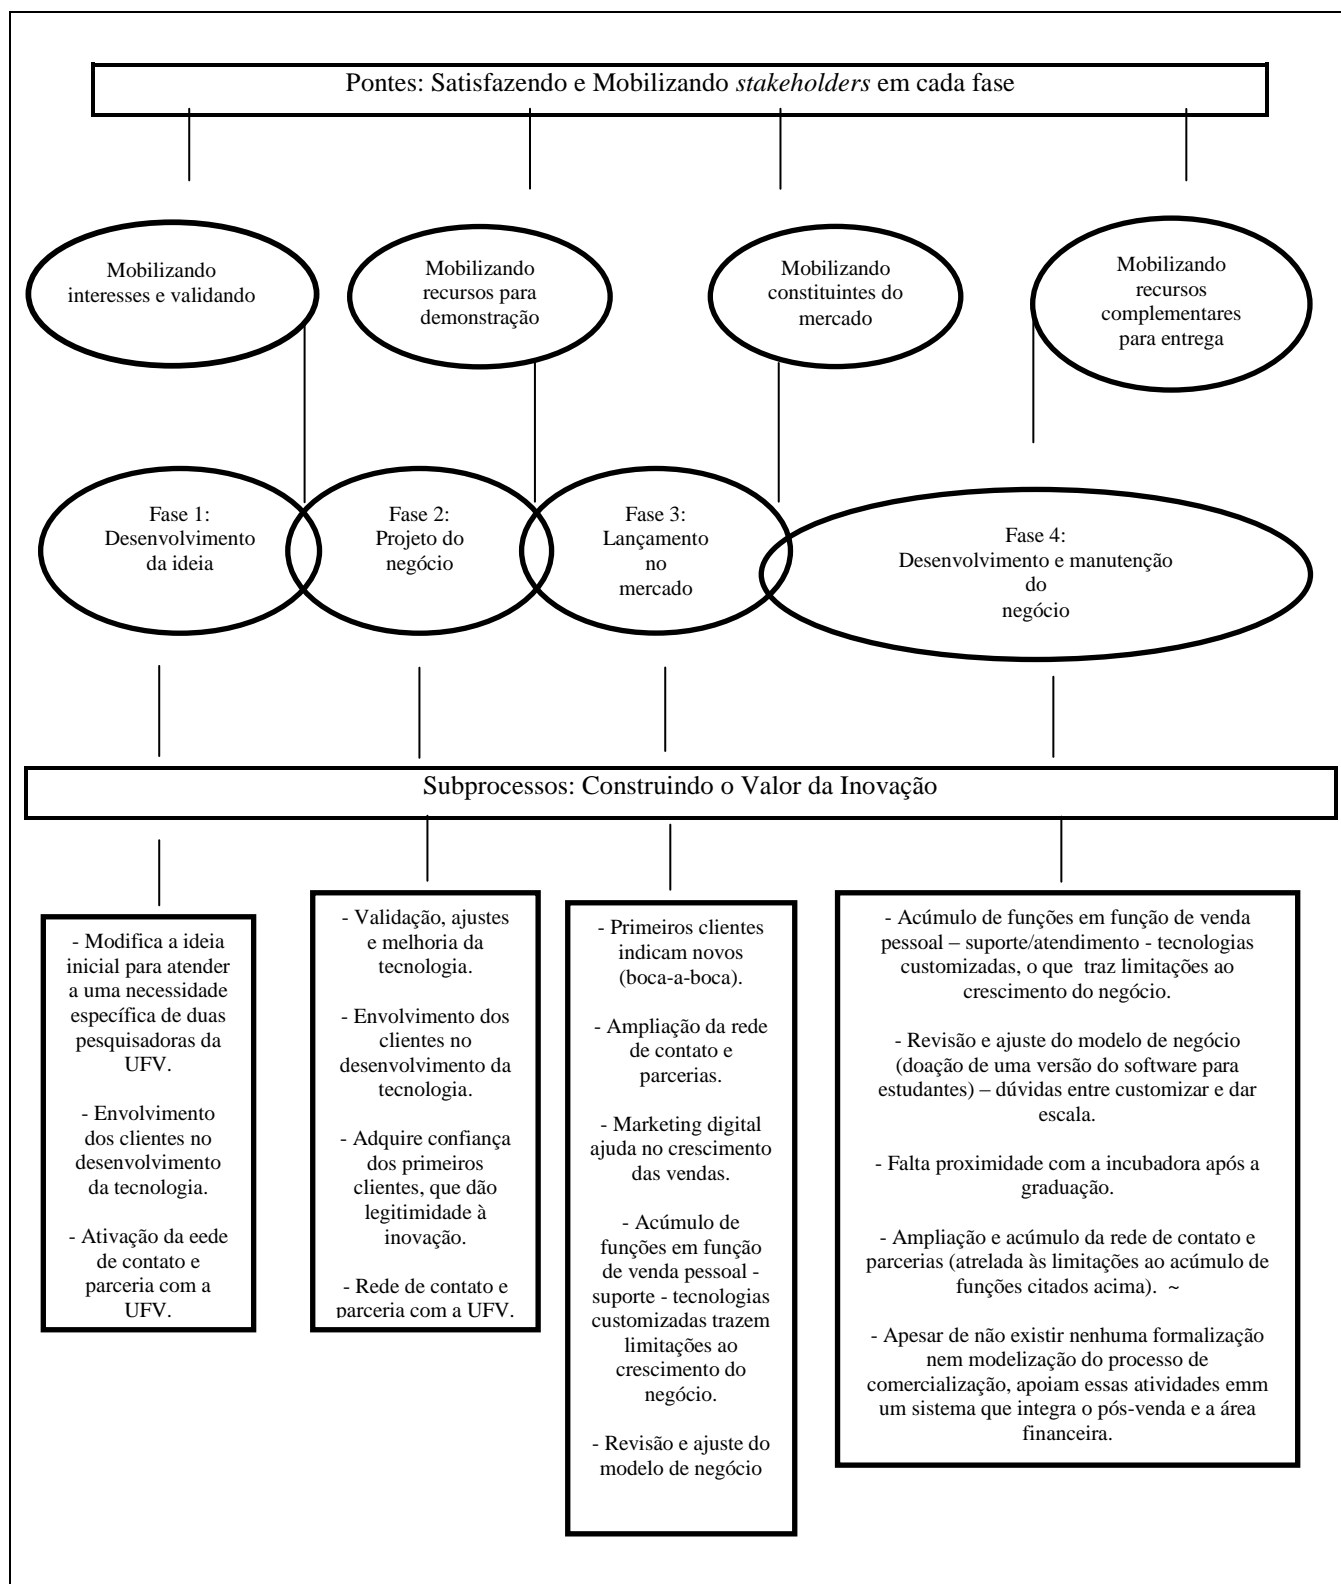 Pontes: Satisfazendo e Mobilizando stakeholders em cada fase
Mobilizando
interesses e validando
Mobilizando
recursos para
demonstração
Mobilizando
constituintes do
mercado
Mobilizando
recursos
complementares
para entrega
Fase 1:
Desenvolvimento
da ideia
Fase 2:
Projeto do
negócio
Fase 3:
Lançamento
no
mercado
Fase 4:
Desenvolvimento e manutenção
do
negócio
Subprocessos: Construindo o Valor da Inovação
- Modifica a ideia
inicial para atender
a uma necessidade
específica de duas
pesquisadoras da
UFV.
- Envolvimento
dos clientes no
desenvolvimento
da tecnologia.
- Ativação da eede
de contato e
parceria com a
UFV.
- Validação, ajustes
e melhoria da
tecnologia.
- Envolvimento dos
clientes no
desenvolvimento da
tecnologia.
- Adquire confiança
dos primeiros
clientes, que dão
legitimidade à
inovação.
- Rede de contato e
parceria com a UFV.
- Primeiros clientes
indicam novos
(boca-a-boca).
- Ampliação da rede
de contato e
parcerias.
- Marketing digital
ajuda no crescimento
das vendas.
- Acúmulo de
funções em função
de venda pessoal -
suporte - tecnologias
customizadas trazem
limitações ao
crescimento do
negócio.
- Revisão e ajuste do
modelo de negócio
- Acúmulo de funções em função de venda
pessoal – suporte/atendimento - tecnologias
customizadas, o que traz limitações ao
crescimento do negócio.
- Revisão e ajuste do modelo de negócio
(doação de uma versão do software para
estudantes) – dúvidas entre customizar e dar
escala.
- Falta proximidade com a incubadora após a
graduação.
- Ampliação e acúmulo da rede de contato e
parcerias (atrelada às limitações ao acúmulo de
funções citados acima). ~
- Apesar de não existir nenhuma formalização
nem modelização do processo de
comercialização, apoiam essas atividades emm
um sistema que integra o pós-venda e a área
financeira.